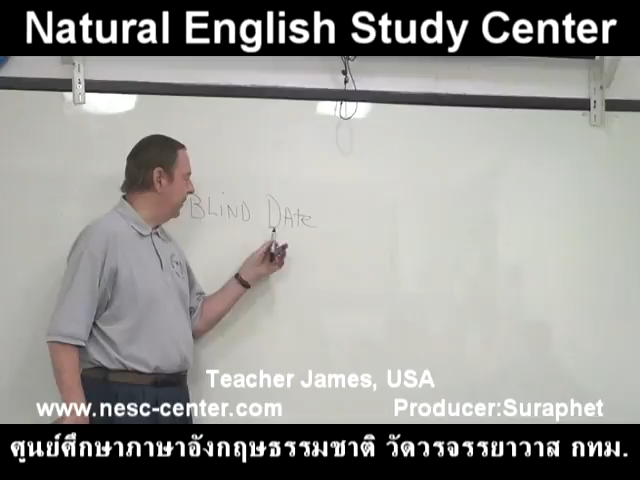 Natural English Study Center
BLIND DAte
Teacher James, USA
www.nesc-center.com
Producer:Suraphet
ศูนย์ศึกษาภาษาอังกฤษธรรมชาติ วัดวรจรรยาวาส กทม.